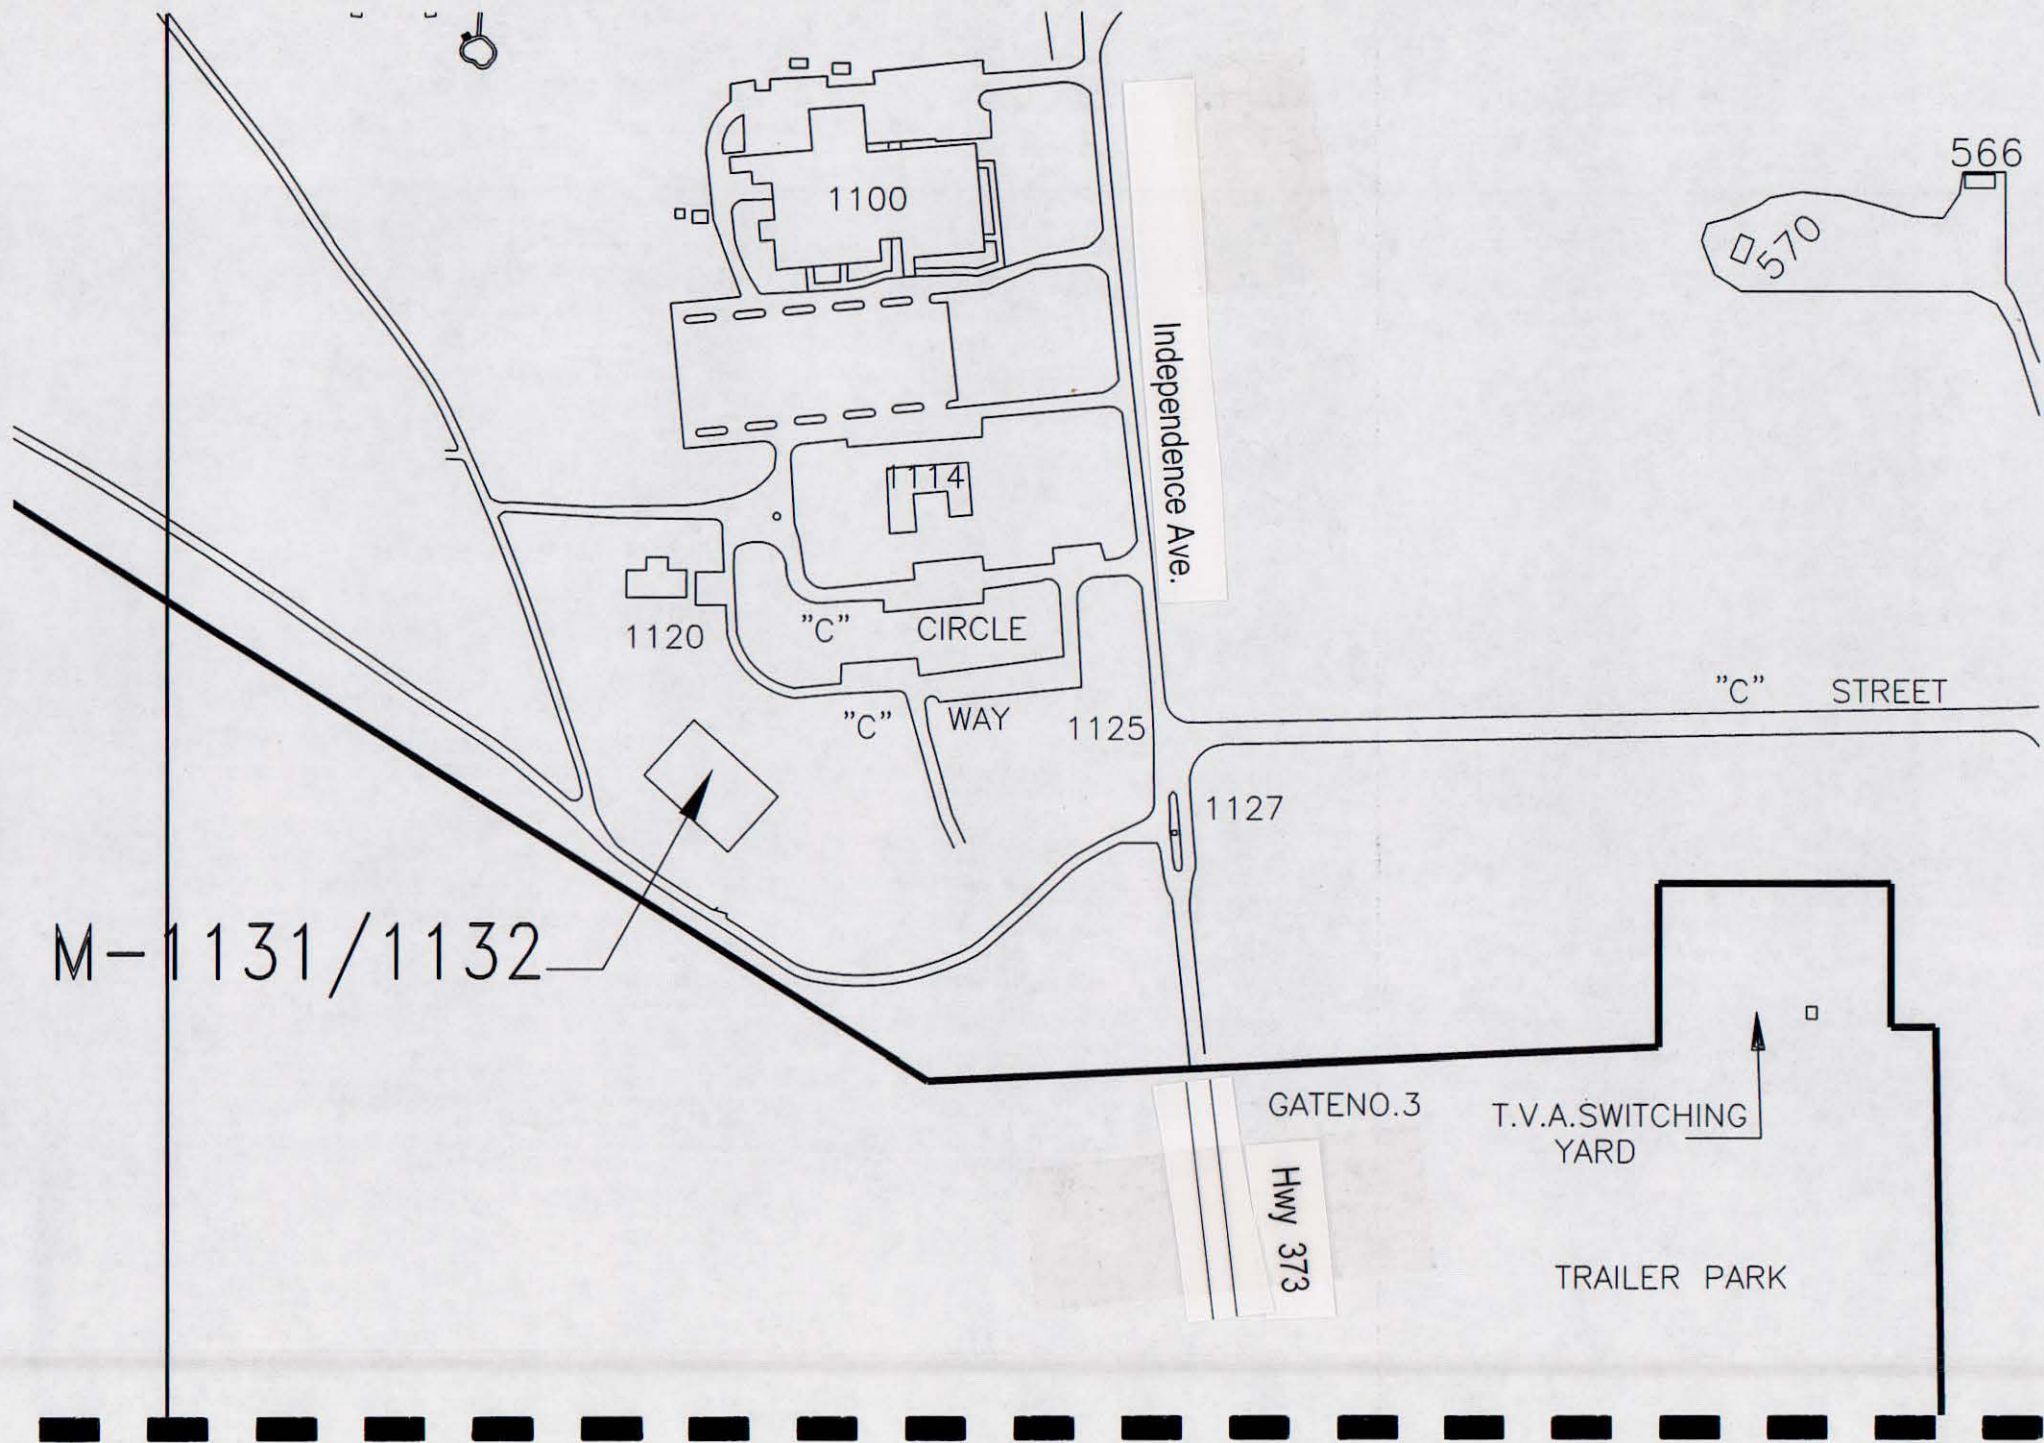 566
1100
570
Independence Ave.
1114
1120
"C" CIRCLE
"C" STREET
"C" WAY
1125
1127
M-1131/1132
GATENO.3
T.V.A.SWITCHING
YARD
Hwy 373
TRAILER PARK